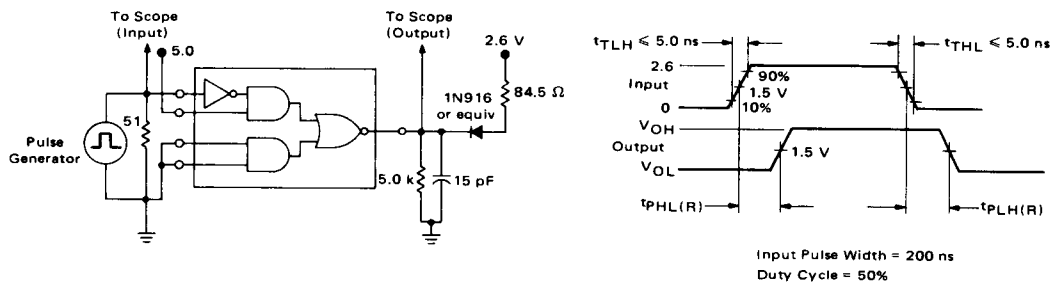 To Scope
(Input)
5.0
51
Pulse
Generator
To Scope
(Output)
2.6 V
1N916
or equiv
84.5 Ω
5.0 k
15 pF
tTLH ≤ 5.0 ns
tTHL ≤ 5.0 ns
2.6
Input
0
90%
1.5 V
10%
VOH
Output
VOL
1.5 V
tPHL(R)
tPLH(R)
Input Pulse Width = 200 ns
Duty Cycle = 50%